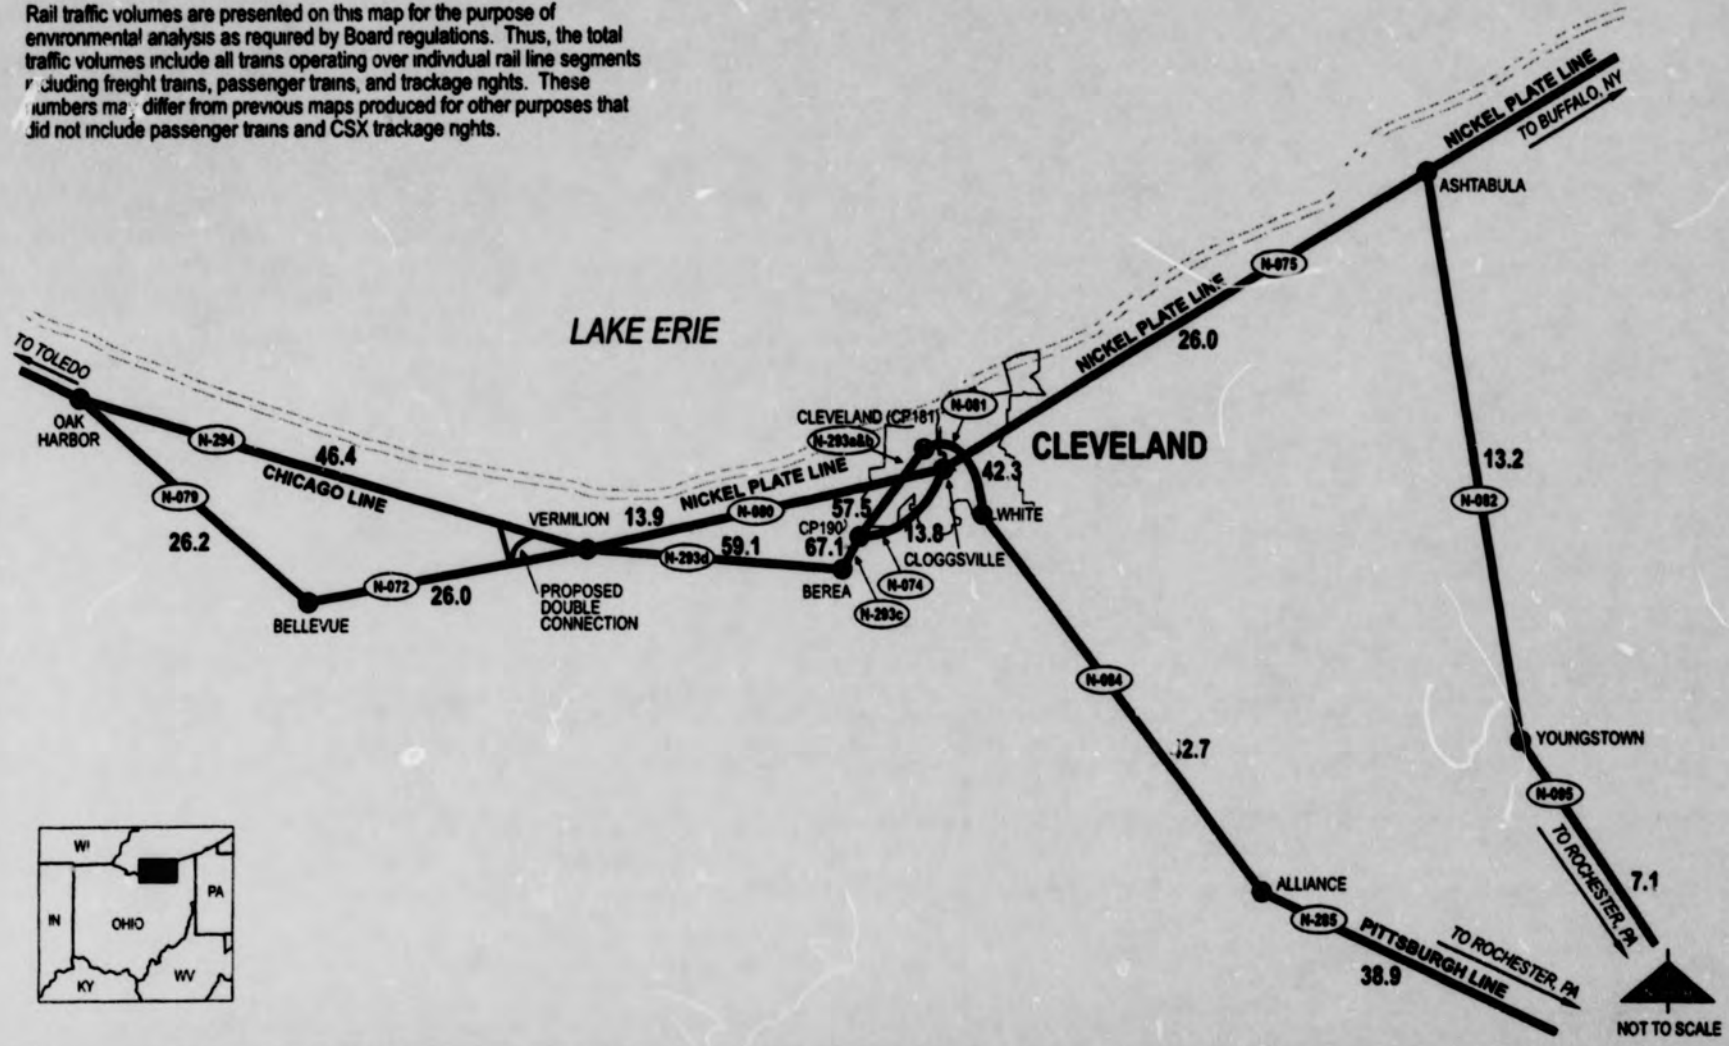 Rail traffic volumes are presented on this map for the purpose of
environmental analysis as required by Board regulations. Thus, the total
traffic volumes include all trains operating over individual rail line segments
including freight trains, passenger trains, and trackage rights. These
numbers may differ from previous maps produced for other purposes that
did not include passenger trains and CSX trackage rights.
NICKEL PLATE LINE
TO BUFFALO, NY
ASHTABULA
N-075
NICKEL PLATE LINE
26.0
LAKE ERIE
TO TOLEDO
OAK
HARBOR
N-294
46.4
CHICAGO LINE
N-079
26.2
CLEVELAND (CP181)
N-081
N-293a&b
CLEVELAND
42.3
NICKEL PLATE LINE
N-080
VERMILION
13.9
57.5
CP190
67.1
13.8
WHITE
CLOGGSVILLE
59.1
N-293d
N-074
BEREA
N-293c
N-072
26.0
BELLEVUE
PROPOSED
DOUBLE
CONNECTION
13.2
N-082
N-084
2.7
YOUNGSTOWN
N-095
TO ROCHESTER, PA
7.1
ALLIANCE
N-285
PITTSBURGH LINE
TO ROCHESTER, PA
38.9
WI
IN
OHIO
PA
KY
WV
NOT TO SCALE